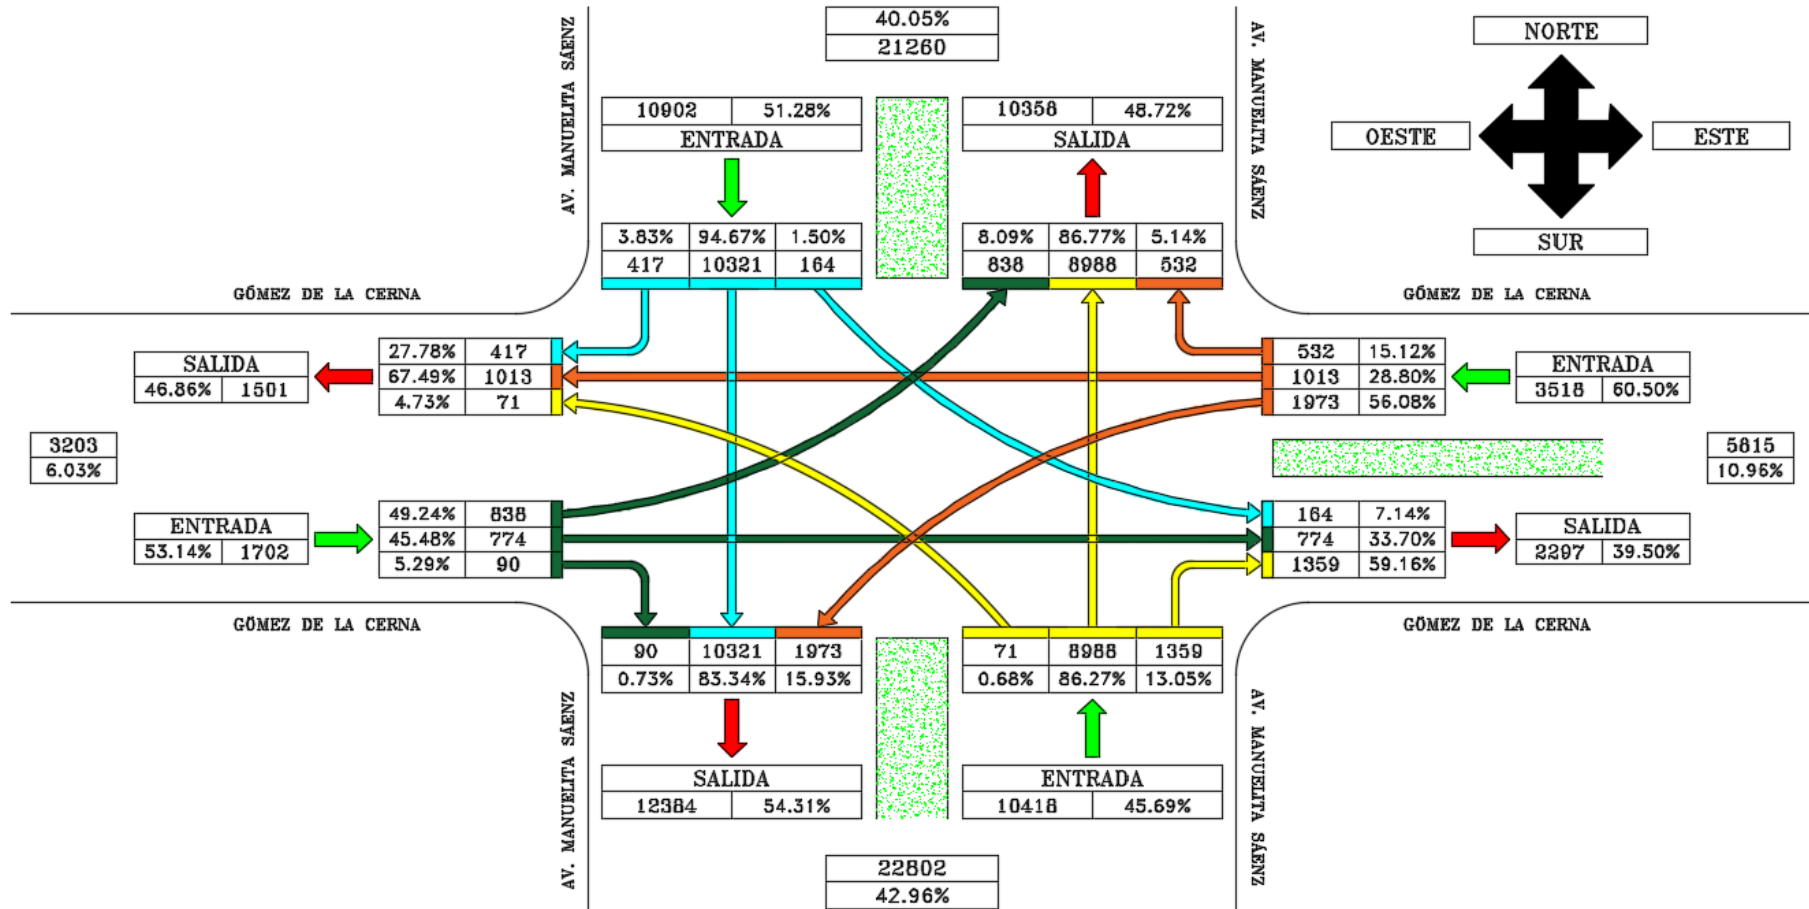 40.05%
21260
AV. MANUELITA SÁENZ
AV. MANUELITA SÁENZ
NORTE
OESTE
ESTE
SUR
10902 51.28%
ENTRADA
10358 48.72%
SALIDA
3.83% 94.67% 1.50%
417 10321 164
8.09% 86.77% 5.14%
838 8988 532
GÓMEZ DE LA CERNA
GÓMEZ DE LA CERNA
SALIDA
46.86% 1501
27.78% 417
67.49% 1013
4.73% 71
532 15.12%
1013 28.80%
1973 56.08%
ENTRADA
3518 60.50%
3203
6.03%
5815
10.96%
ENTRADA
53.14% 1702
49.24% 838
45.48% 774
5.29% 90
164 7.14%
774 33.70%
1359 59.16%
SALIDA
2297 39.50%
GÓMEZ DE LA CERNA
GÓMEZ DE LA CERNA
90 10321 1973
0.73% 83.34% 15.93%
71 8988 1359
0.68% 86.27% 13.05%
AV. MANUELITA SÁENZ
AV. MANUELITA SÁENZ
SALIDA
12384 54.31%
ENTRADA
10418 45.69%
22802
42.96%